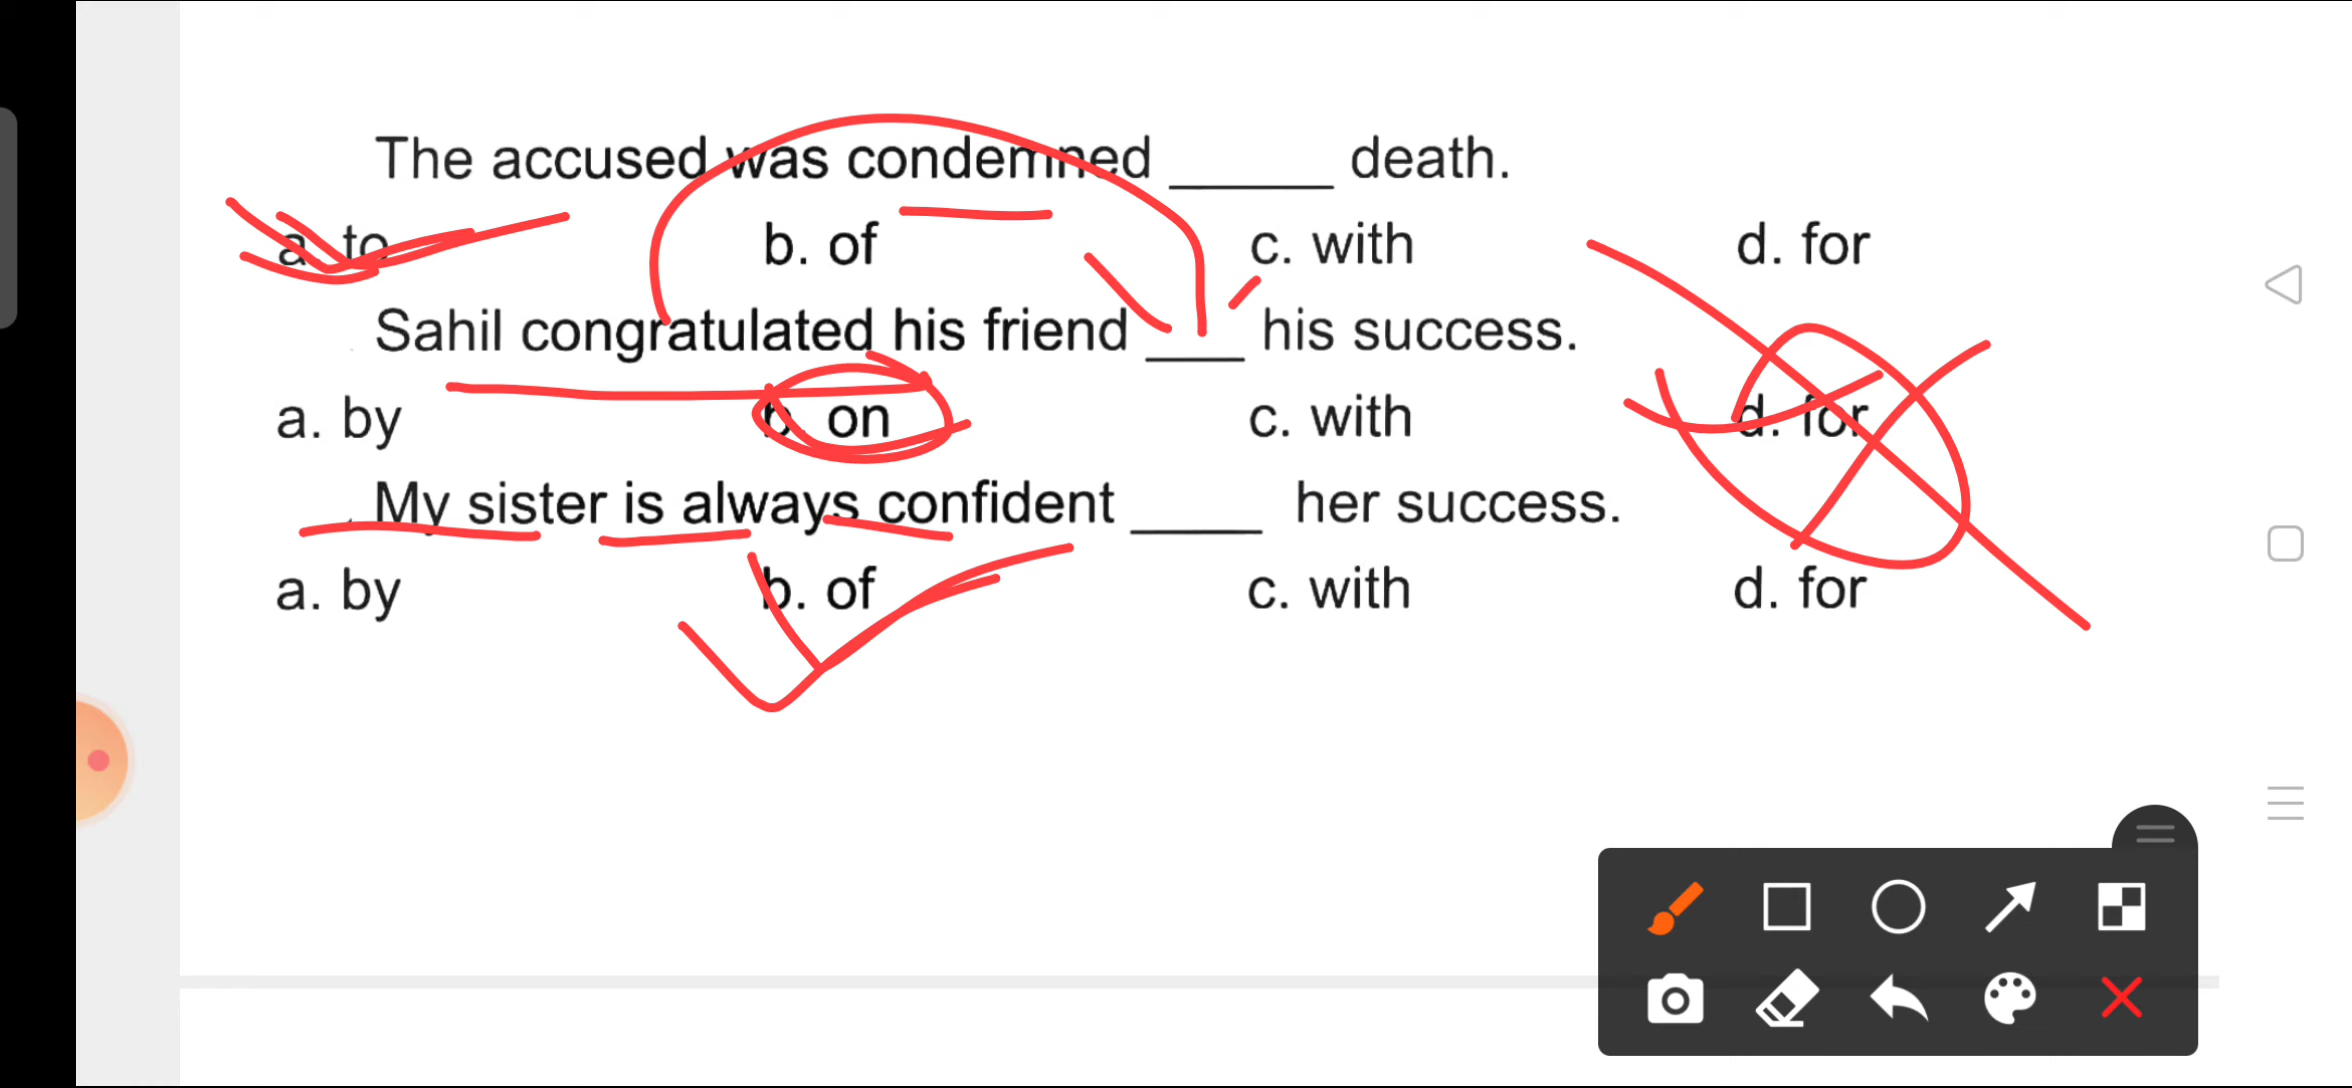 The accused was condemned ______ death.
a. to b. of c. with d. for
Sahil congratulated his friend ____ his success.
a. by b. on c. with d. for
My sister is always confident _____ her success.
a. by b. of c. with d. for